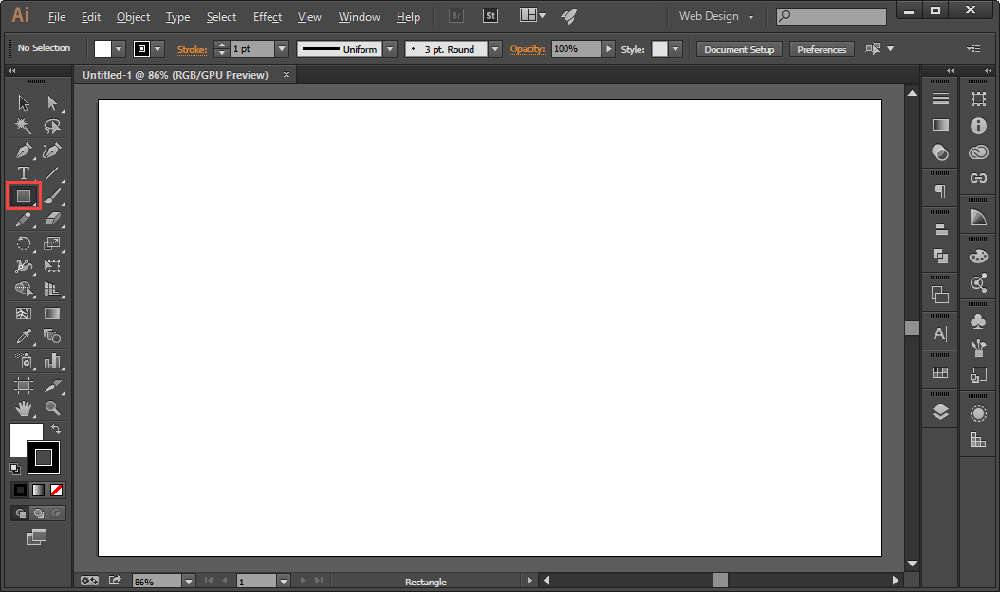 Ai File Edit Object Type Select Effect View Window Help Br St Web Design
No Selection Stroke: 1 pt Uniform 3 pt. Round Opacity: 100% Style: Document Setup Preferences
Untitled-1 @ 86% (RGB/GPU Preview) ×
T
A
86% 1 Rectangle